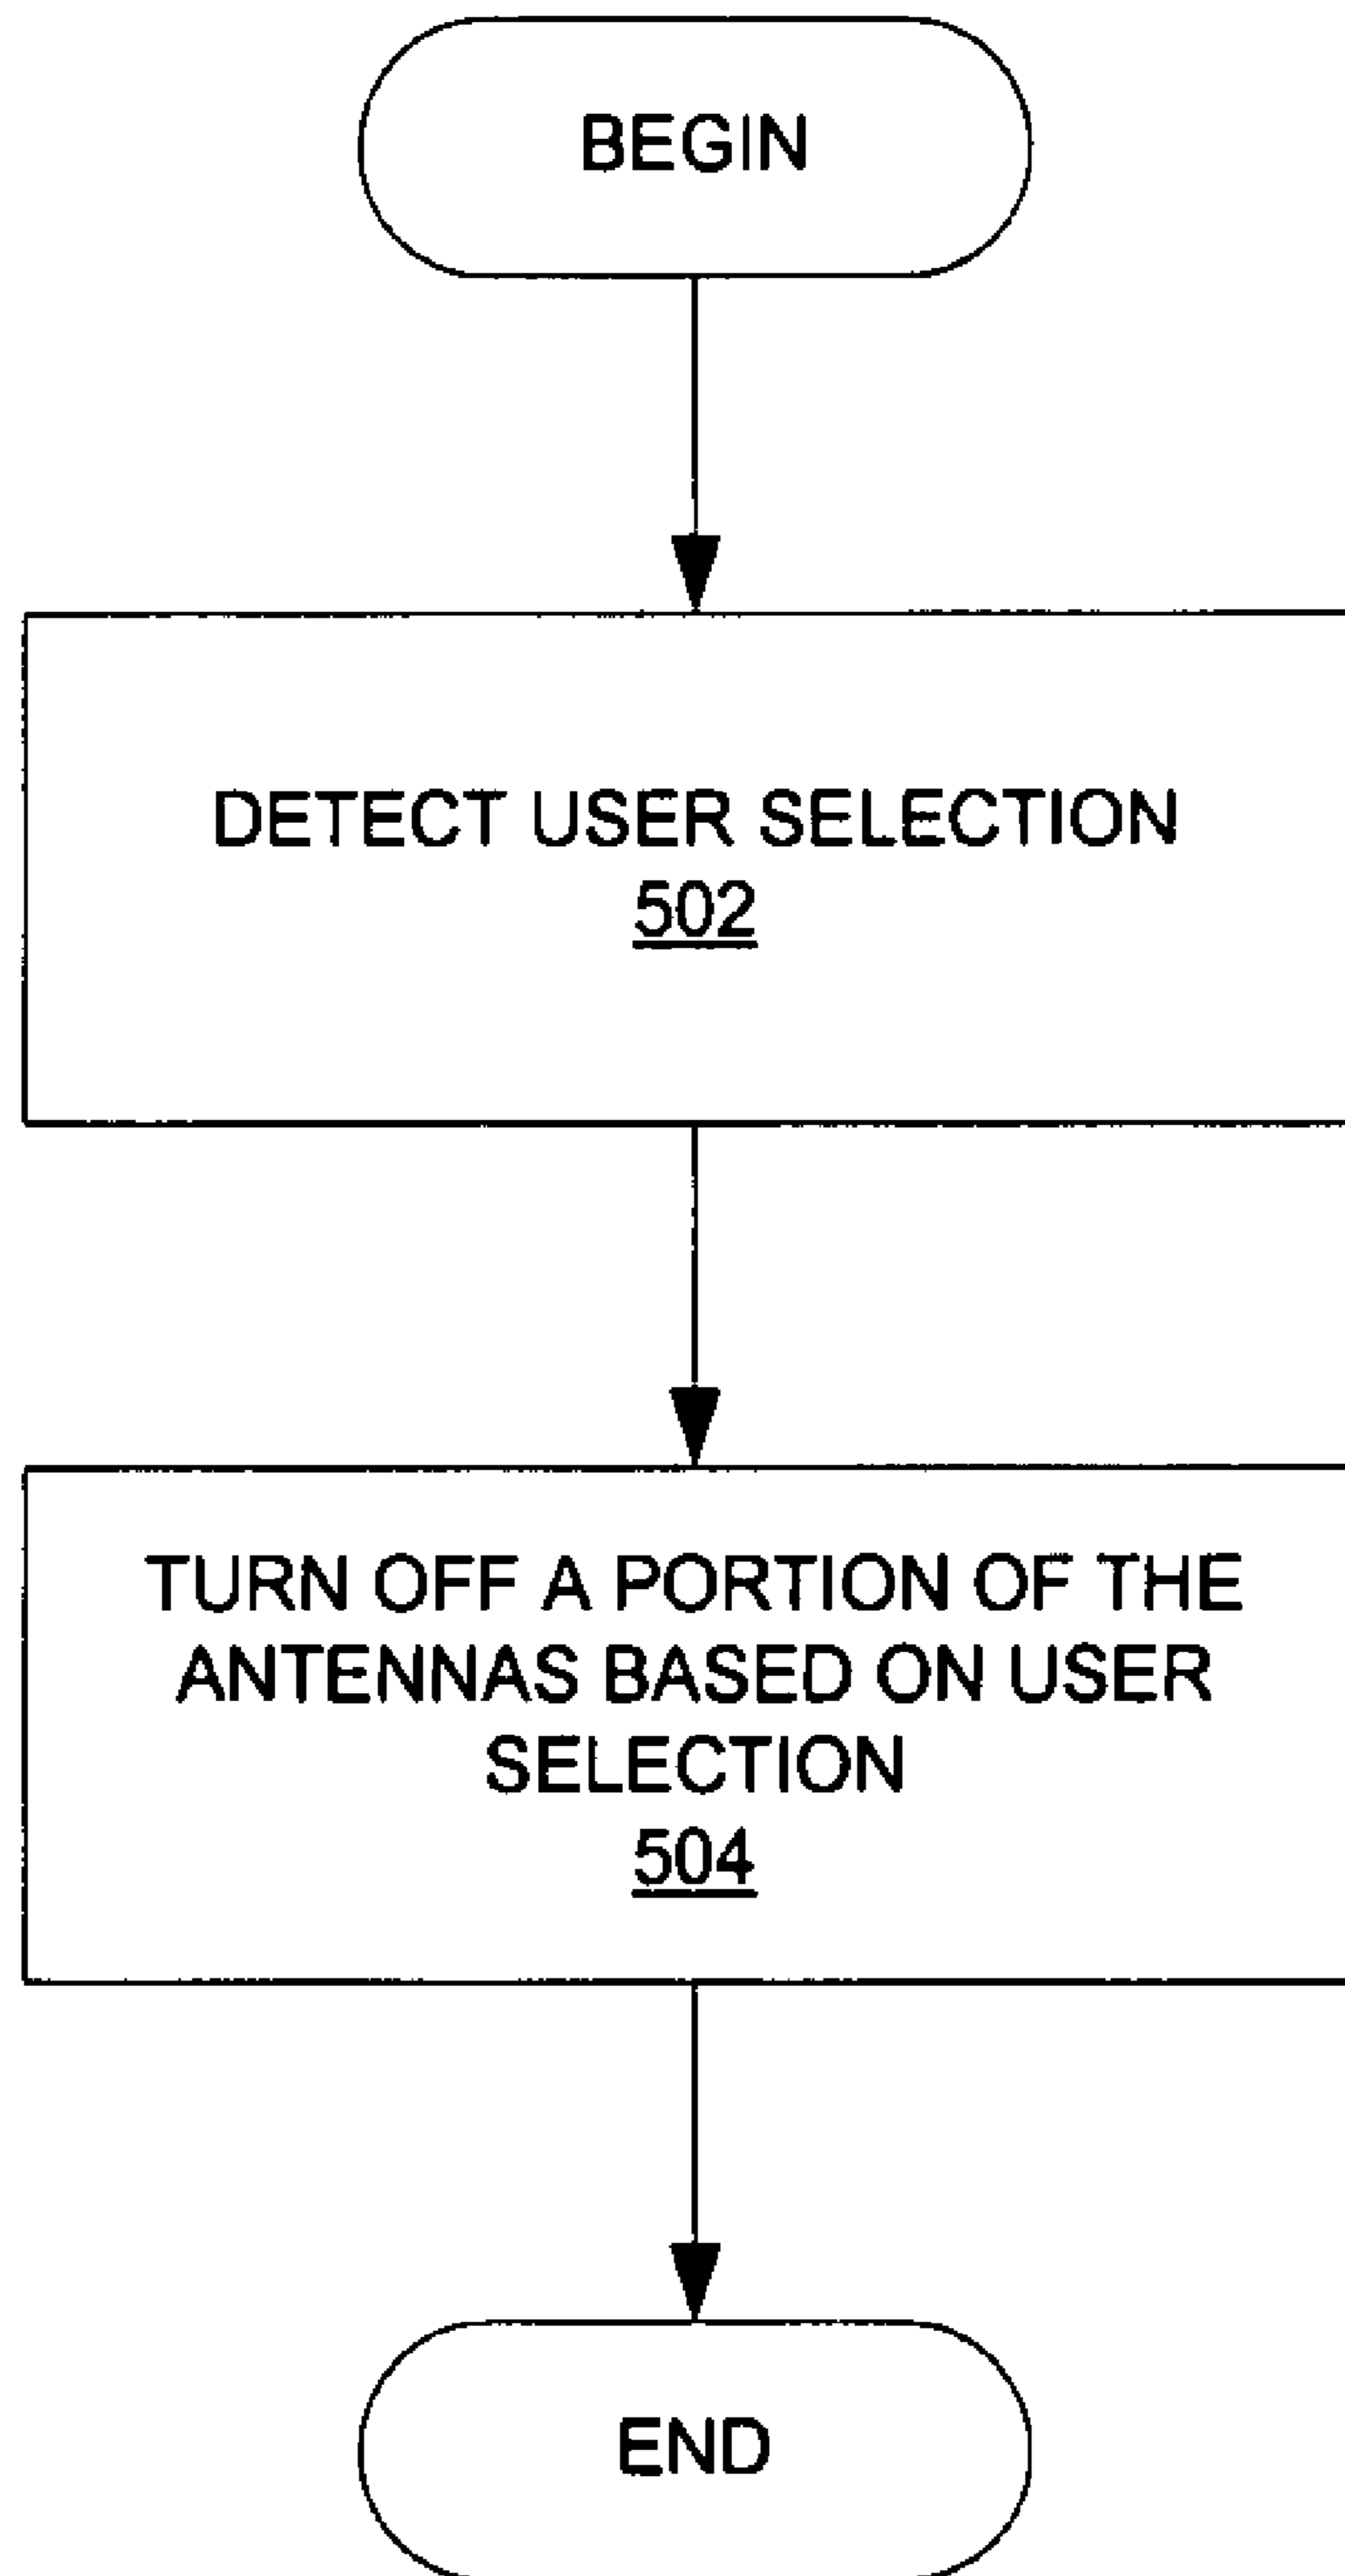 BEGIN
DETECT USER SELECTION
502
TURN OFF A PORTION OF THE
ANTENNAS BASED ON USER
SELECTION
504
END